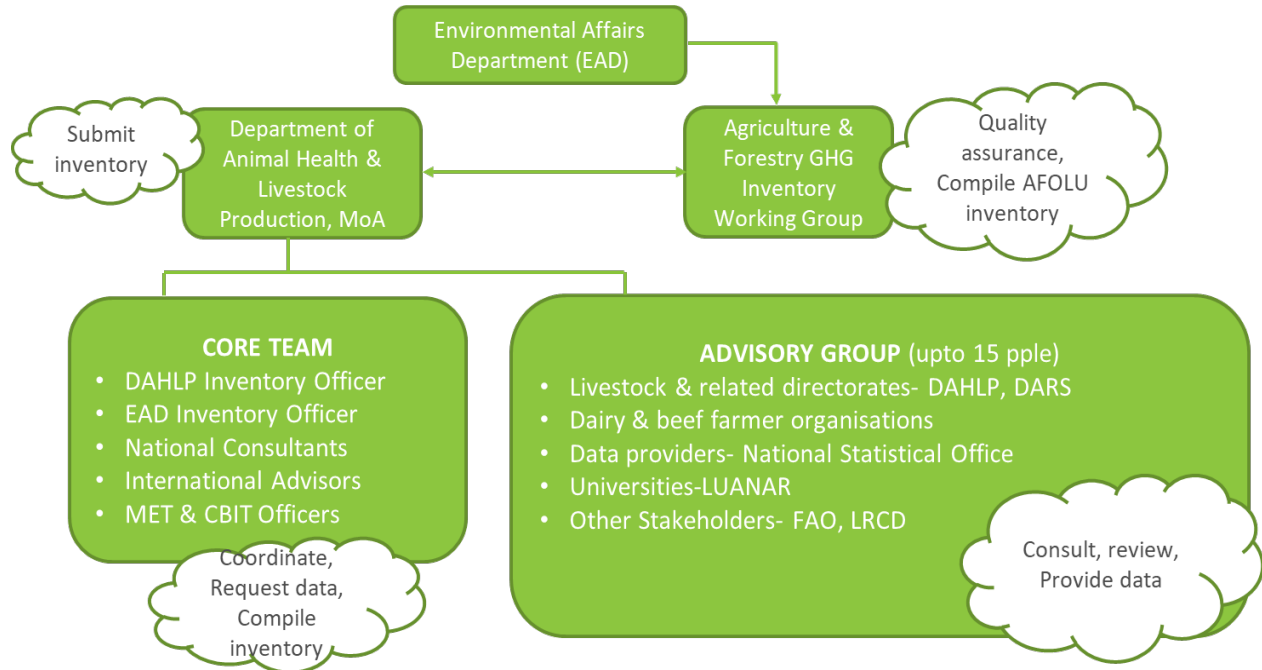 Environmental Affairs
Department (EAD)
Submit
inventory
Department of
Animal Health &
Livestock
Production, MoA
Agriculture &
Forestry GHG
Inventory
Working Group
Quality
assurance,
Compile AFOLU
inventory
CORE TEAM
• DAHLP Inventory Officer
• EAD Inventory Officer
• National Consultants
• International Advisors
• MET & CBIT Officers
Coordinate,
Request data,
Compile
inventory
ADVISORY GROUP (upto 15 pple)
• Livestock & related directorates- DAHLP, DARS
• Dairy & beef farmer organisations
• Data providers- National Statistical Office
• Universities-LUANAR
• Other Stakeholders- FAO, LRCD
Consult, review,
Provide data